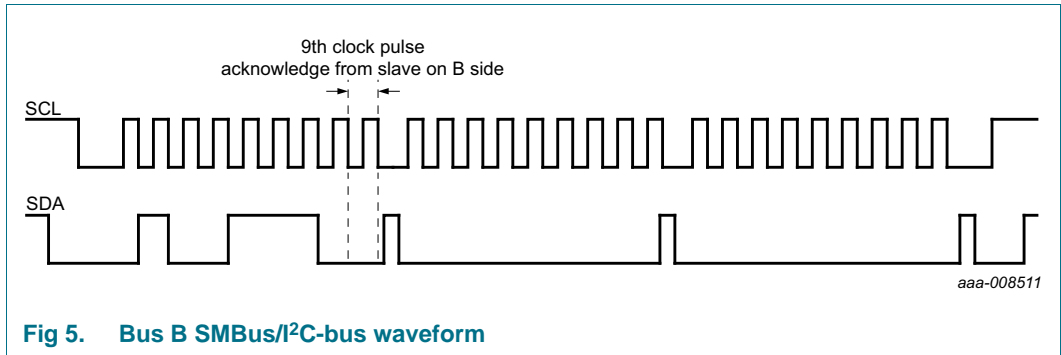 9th clock pulse
acknowledge from slave on B side
SCL
SDA
aaa-008511
Fig 5. Bus B SMBus/I²C-bus waveform